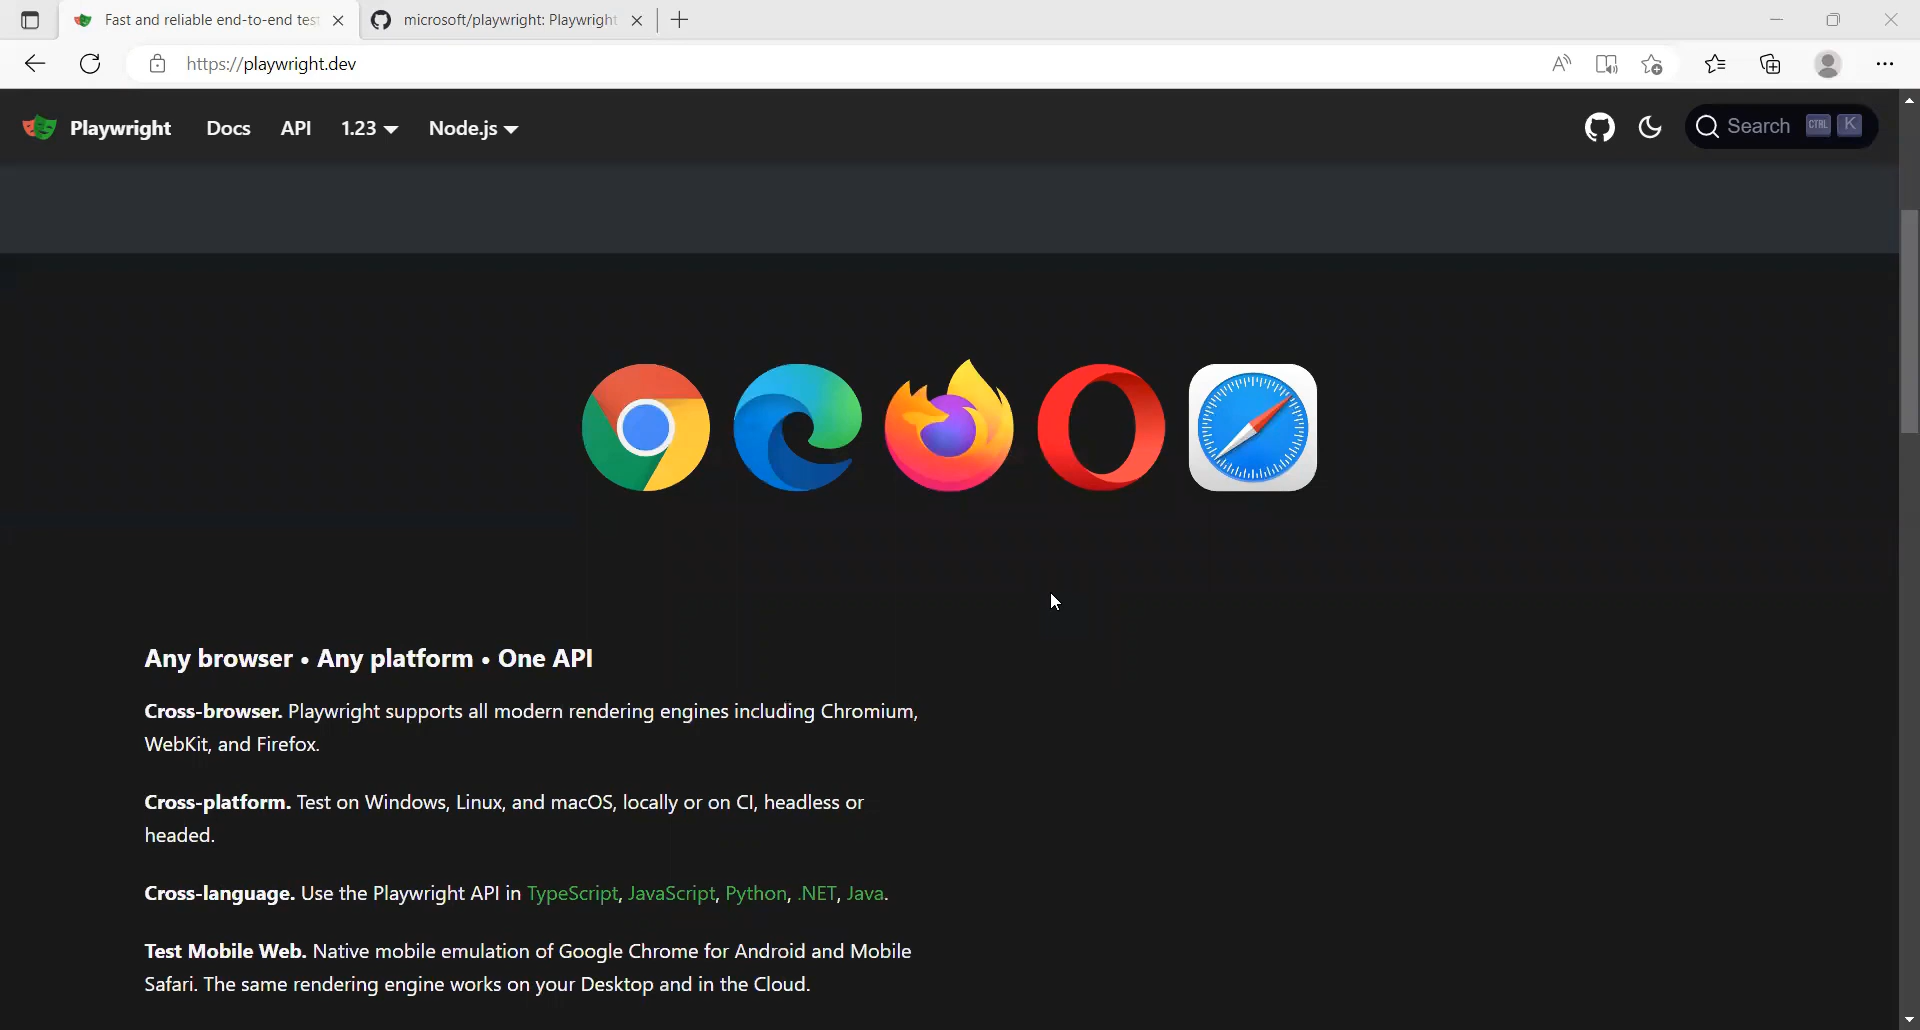 Fast and reliable end-to-end tes
microsoft/playwright: Playwright
https://playwright.dev
Playwright Docs API 1.23 Node.js Search CTRL K
Any browser • Any platform • One API
Cross-browser. Playwright supports all modern rendering engines including Chromium,
WebKit, and Firefox.
Cross-platform. Test on Windows, Linux, and macOS, locally or on CI, headless or
headed.
Cross-language. Use the Playwright API in TypeScript, JavaScript, Python, .NET, Java.
Test Mobile Web. Native mobile emulation of Google Chrome for Android and Mobile
Safari. The same rendering engine works on your Desktop and in the Cloud.